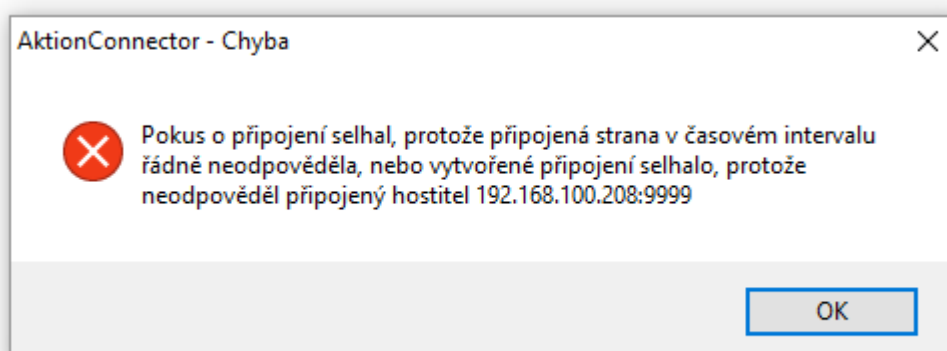 AktionConnector - Chyba
Pokus o připojení selhal, protože připojená strana v časovém intervalu
řádně neodpověděla, nebo vytvořené připojení selhalo, protože
neodpověděl připojený hostitel 192.168.100.208:9999
OK